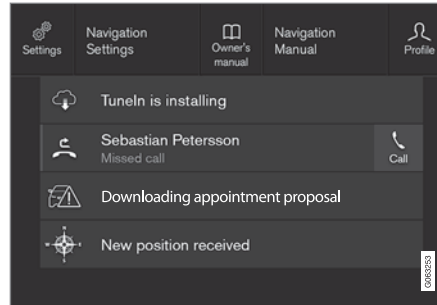 Settings
Navigation
Settings
Owner's
manual
Navigation
Manual
Profile
TuneIn is installing
Sebastian Petersson
Missed call
Call
Downloading appointment proposal
New position received
G063253